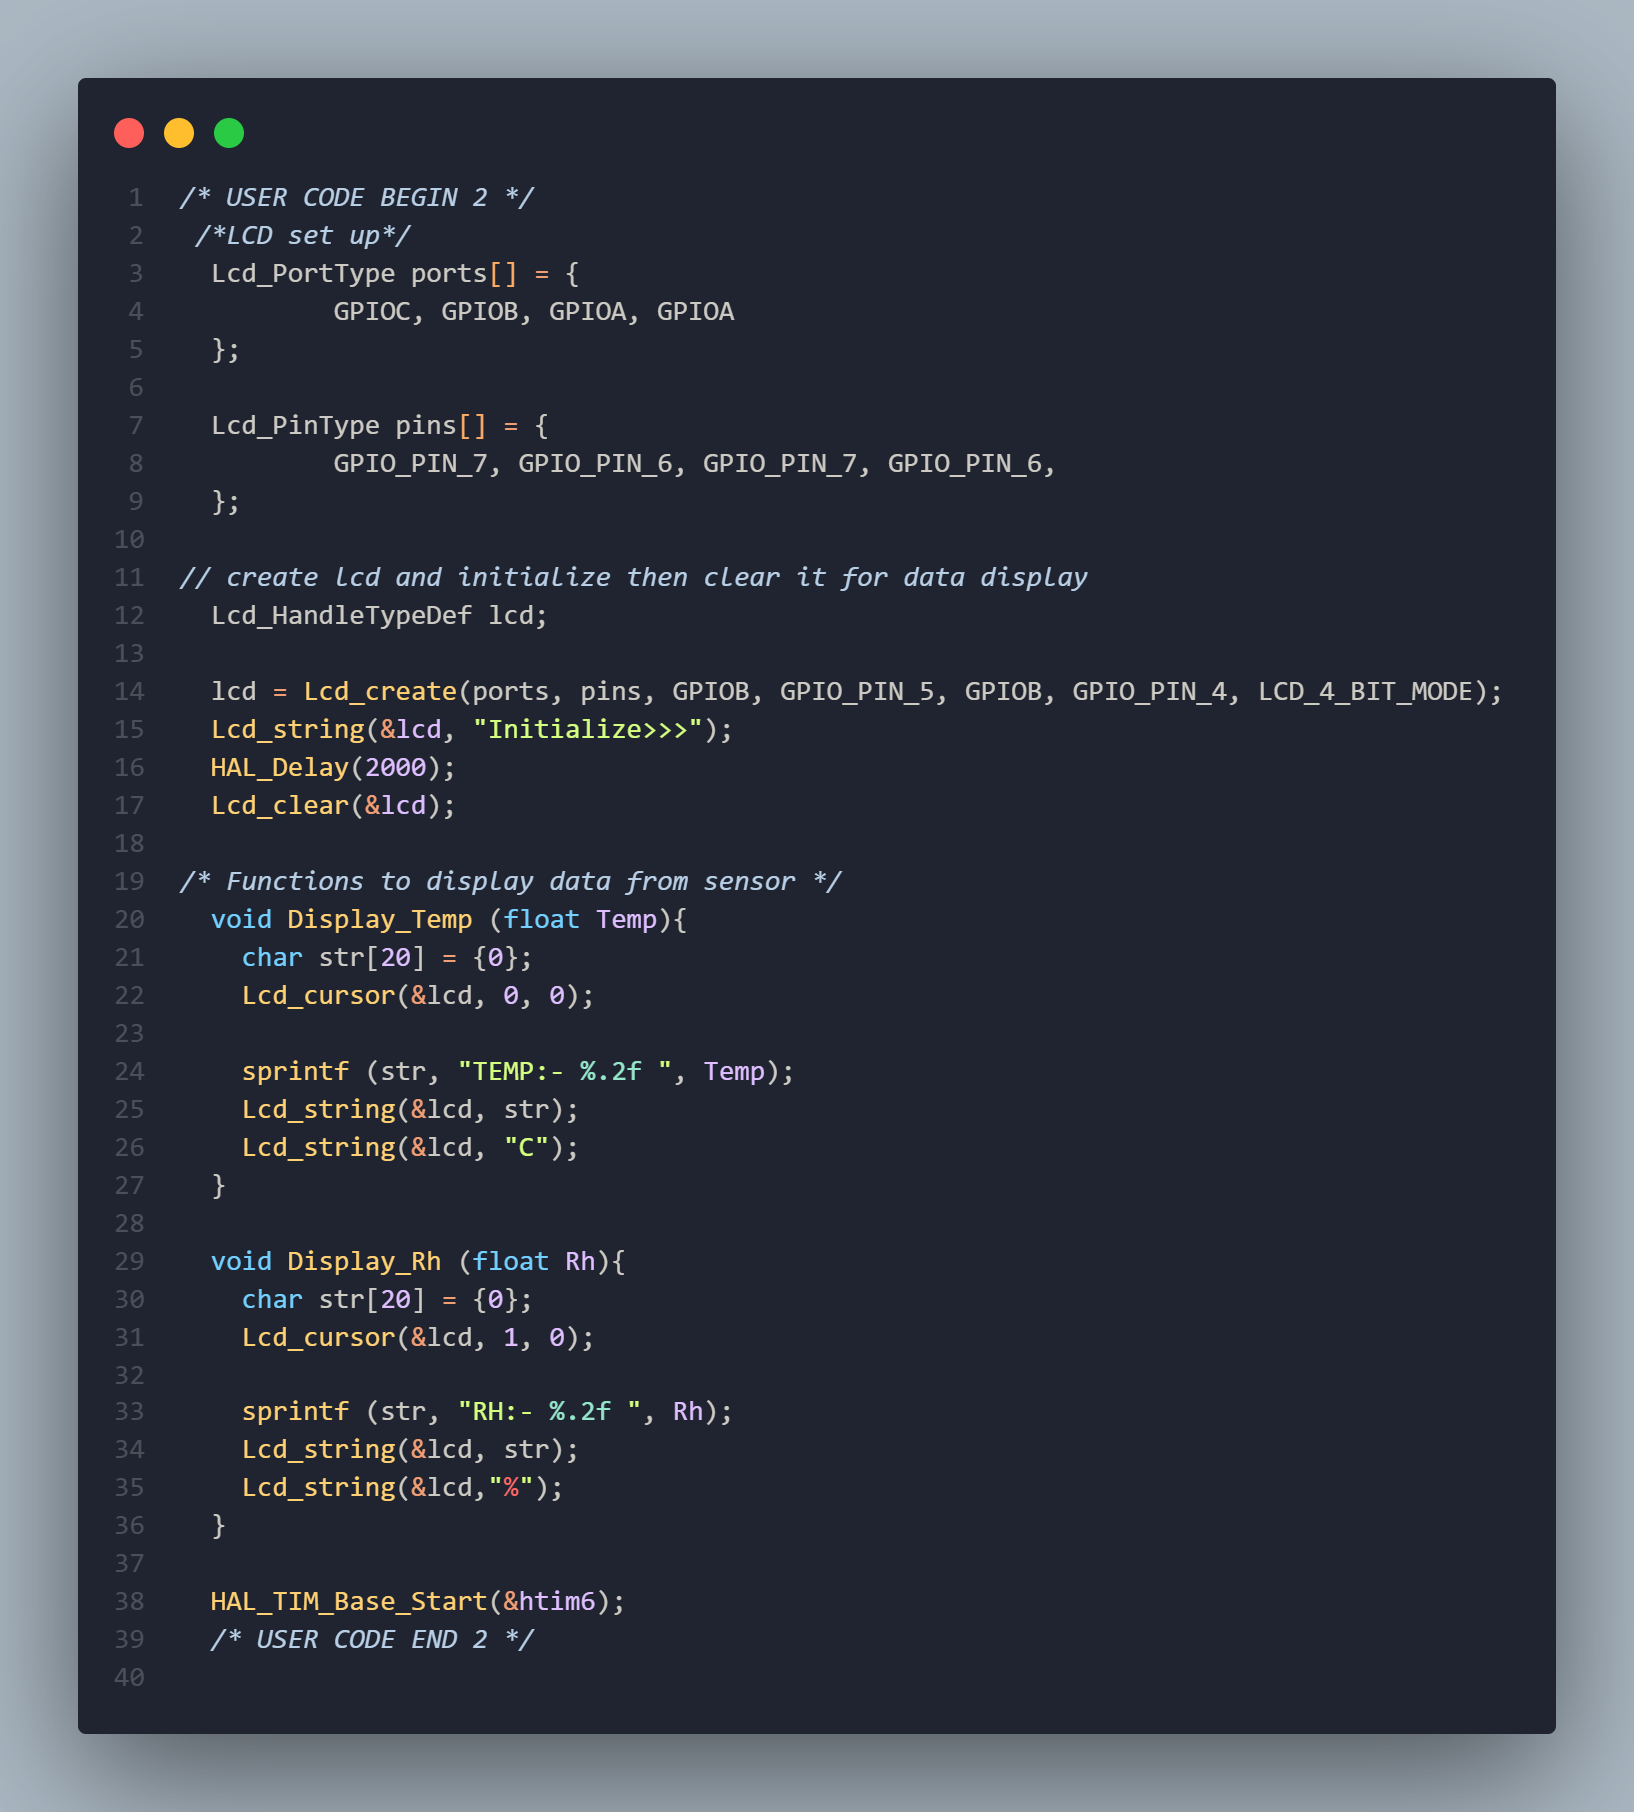 1 /* USER CODE BEGIN 2 */
2 /*LCD set up*/
3 Lcd_PortType ports[] = {
4 GPIOC, GPIOB, GPIOA, GPIOA
5 };
6
7 Lcd_PinType pins[] = {
8 GPIO_PIN_7, GPIO_PIN_6, GPIO_PIN_7, GPIO_PIN_6,
9 };
10
11 // create lcd and initialize then clear it for data display
12 Lcd_HandleTypeDef lcd;
13
14 lcd = Lcd_create(ports, pins, GPIOB, GPIO_PIN_5, GPIOB, GPIO_PIN_4, LCD_4_BIT_MODE);
15 Lcd_string(&lcd, "Initialize>>>");
16 HAL_Delay(2000);
17 Lcd_clear(&lcd);
18
19 /* Functions to display data from sensor */
20 void Display_Temp (float Temp){
21 char str[20] = {0};
22 Lcd_cursor(&lcd, 0, 0);
23
24 sprintf (str, "TEMP:- %.2f ", Temp);
25 Lcd_string(&lcd, str);
26 Lcd_string(&lcd, "C");
27 }
28
29 void Display_Rh (float Rh){
30 char str[20] = {0};
31 Lcd_cursor(&lcd, 1, 0);
32
33 sprintf (str, "RH:- %.2f ", Rh);
34 Lcd_string(&lcd, str);
35 Lcd_string(&lcd,"%");
36 }
37
38 HAL_TIM_Base_Start(&htim6);
39 /* USER CODE END 2 */
40